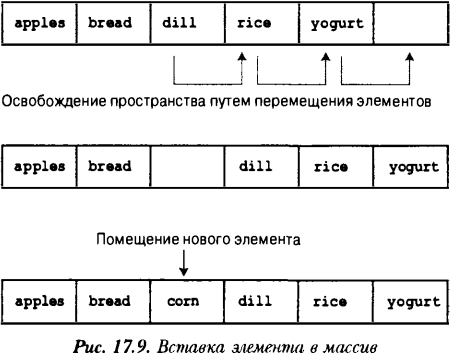 apples bread dill rice yogurt
Освобождение пространства путем перемещения элементов
apples bread dill rice yogurt
Помещение нового элемента
apples bread corn dill rice yogurt
Рис. 17.9. Вставка элемента в массив